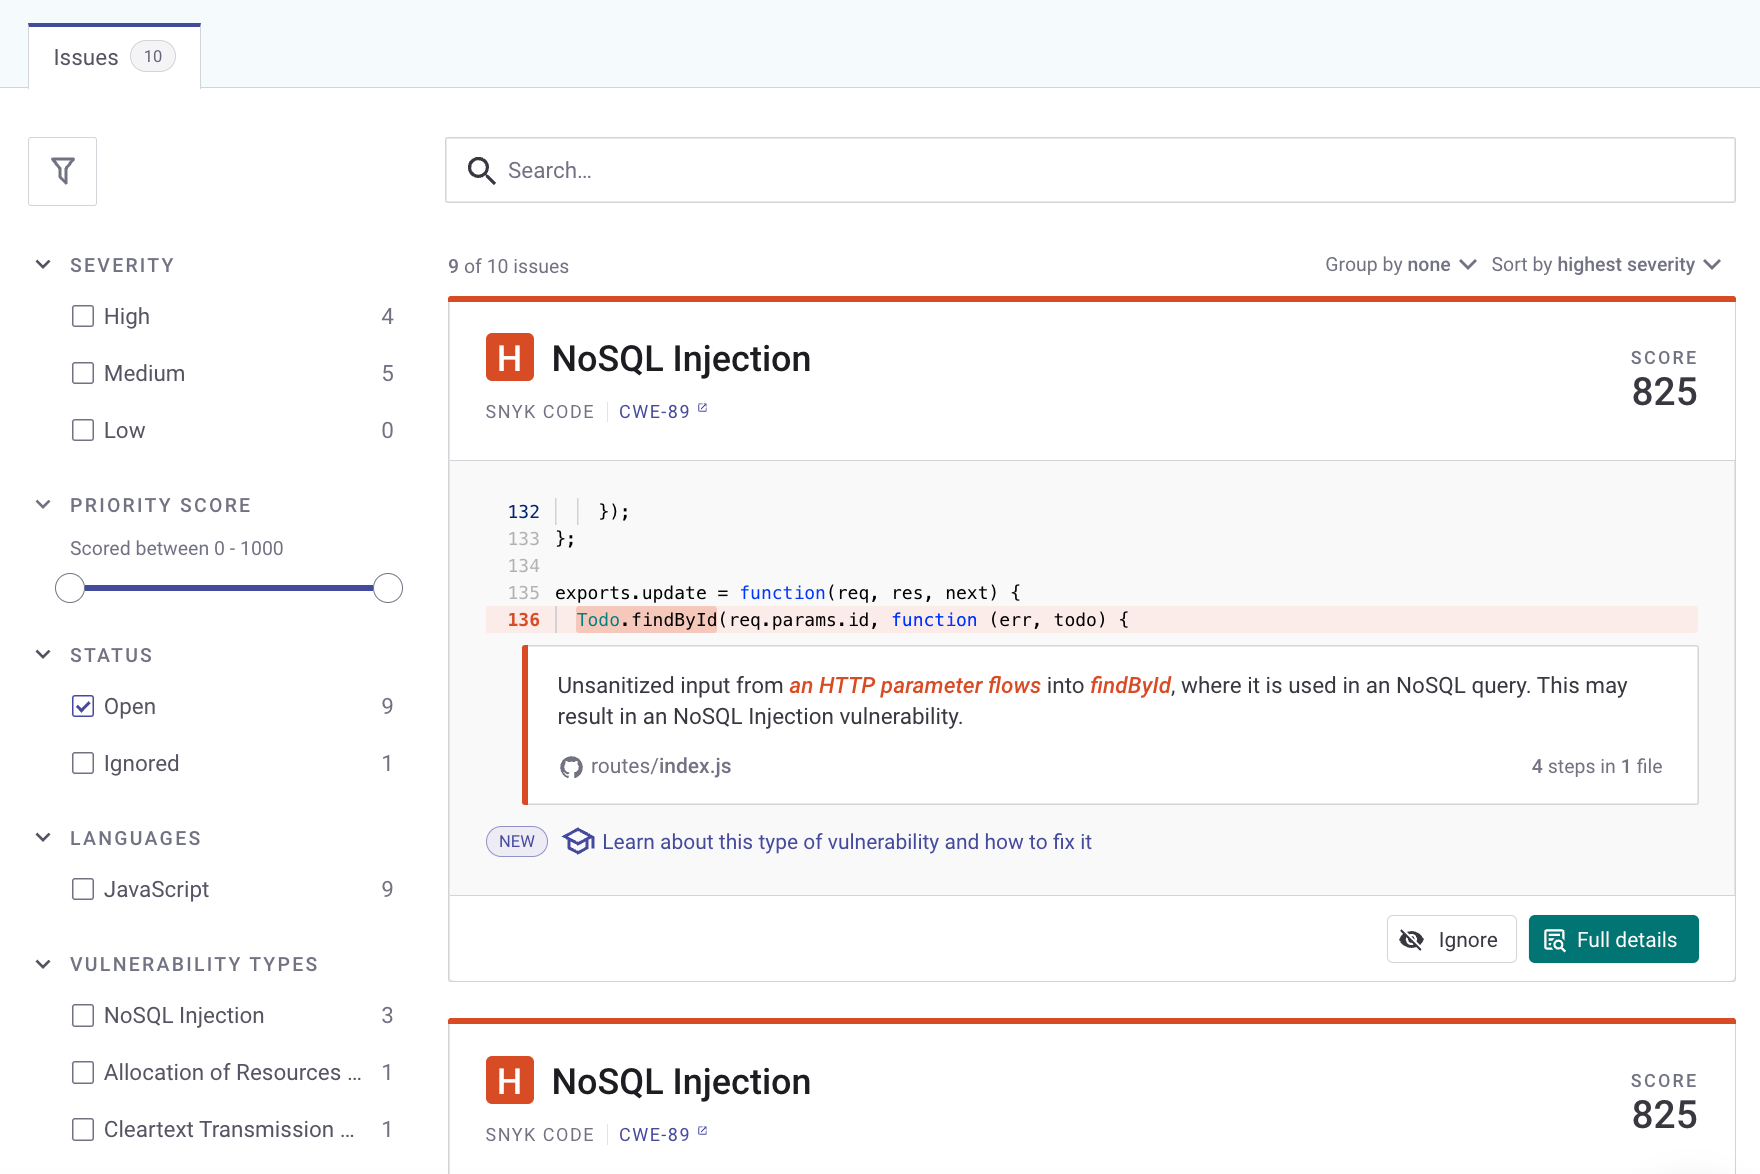 Issues 10
Search...
SEVERITY
High 4
Medium 5
Low 0
PRIORITY SCORE
Scored between 0 - 1000
STATUS
Open 9
Ignored 1
LANGUAGES
JavaScript 9
VULNERABILITY TYPES
NoSQL Injection 3
Allocation of Resources ... 1
Cleartext Transmission ... 1
9 of 10 issues
Group by none Sort by highest severity
H NoSQL Injection
SCORE
825
SNYK CODE CWE-89
132 });
133 };
134
135 exports.update = function(req, res, next) {
136 Todo.findById(req.params.id, function (err, todo) {
Unsanitized input from an HTTP parameter flows into findById, where it is used in an NoSQL query. This may
result in an NoSQL Injection vulnerability.
routes/index.js 4 steps in 1 file
NEW Learn about this type of vulnerability and how to fix it
Ignore Full details
H NoSQL Injection
SCORE
825
SNYK CODE CWE-89